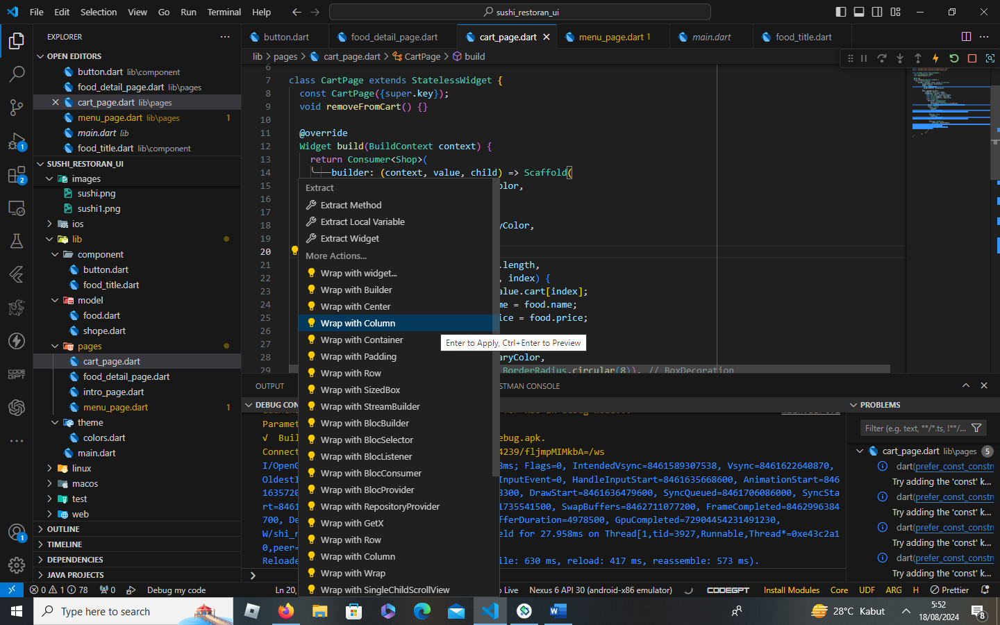 File Edit Selection View Go Run Terminal Help
sushi_restoran_ui
EXPLORER
OPEN EDITORS
button.dart lib\component
food_detail_page.dart lib\pages
cart_page.dart lib\pages
menu_page.dart lib\pages 1
main.dart lib
food_title.dart lib\component
SUSHI_RESTORAN_UI
images
sushi.png
sushi1.png
ios
lib
component
button.dart
food_title.dart
model
food.dart
shope.dart
pages
cart_page.dart
food_detail_page.dart
intro_page.dart
menu_page.dart 1
theme
colors.dart
main.dart
linux
macos
test
web
OUTLINE
TIMELINE
DEPENDENCIES
JAVA PROJECTS
1
2
CODE
GPT
1
button.dart food_detail_page.dart cart_page.dart menu_page.dart 1 main.dart food_title.dart
lib > pages > cart_page.dart > CartPage > build
6
7 class CartPage extends StatelessWidget {
8 const CartPage({super.key});
9 void removeFromCart() {}
10
11 @override
12 Widget build(BuildContext context) {
13 return Consumer<Shop>(
14 builder: (context, value, child) => Scaffold(
15 olor,
16
17
18 yColor,
19
20
21 .length,
22 , index) {
23 alue.cart[index];
24 me = food.name;
25 ice = food.price;
26
27
28 aryColor,
29 BorderRadius.circular(8)), // BoxDecoration
Extract
Extract Method
Extract Local Variable
Extract Widget
More Actions...
Wrap with widget...
Wrap with Builder
Wrap with Center
Wrap with Column
Wrap with Container
Wrap with Padding
Wrap with Row
Wrap with SizedBox
Wrap with StreamBuilder
Wrap with BlocBuilder
Wrap with BlocSelector
Wrap with BlocListener
Wrap with BlocConsumer
Wrap with BlocProvider
Wrap with RepositoryProvider
Wrap with GetX
Wrap with Row
Wrap with Column
Wrap with Wrap
Wrap with SingleChildScrollView
Enter to Apply, Ctrl+Enter to Preview
OUTPUT STMAN CONSOLE
DEBUG CON
Paramet
√ Buil ebug.apk.
Connect 4239/fljmpMIMkbA=/ws
I/OpenG 8ms; Flags=0, IntendedVsync=8461589307538, Vsync=8461622640870,
OldestI InputEvent=0, HandleInputStart=8461635668600, AnimationStart=846
1635720 3300, DrawStart=8461636479600, SyncQueued=8461706086000, SyncSta
rt=8461 1735541500, SwapBuffers=8462711077200, FrameCompleted=8462996384
700, De fferDuration=4978500, GpuCompleted=72904454231491230,
W/shi_r eld for 27.958ms on Thread[1,tid=3927,Runnable,Thread*=0xe43c2a1
0,peer=
Reloade ile: 630 ms, reload: 417 ms, reassemble: 573 ms).
PROBLEMS
Filter (e.g. text, **/*.ts, !**/...
cart_page.dart lib\pages 5
dart(prefer_const_constru
Try adding the 'const' k...
dart(prefer_const_constru
Try adding the 'const' k...
dart(prefer_const_constru
Try adding the 'const' k...
dart(prefer_const_constru
Try adding the 'const' k...
0 1 78 0 Debug my code Ln 20, o Live Nexus 6 API 30 (android-x86 emulator) CODEGPT Install Modules Core UDF ARG H Prettier
Type here to search
28°C Kabut
5:52
18/08/2024
8